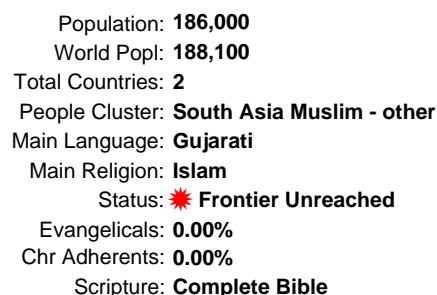 Population: 186,000
World Popl: 188,100
Total Countries: 2
People Cluster: South Asia Muslim - other
Main Language: Gujarati
Main Religion: Islam
Status: Frontier Unreached
Evangelicals: 0.00%
Chr Adherents: 0.00%
Scripture: Complete Bible